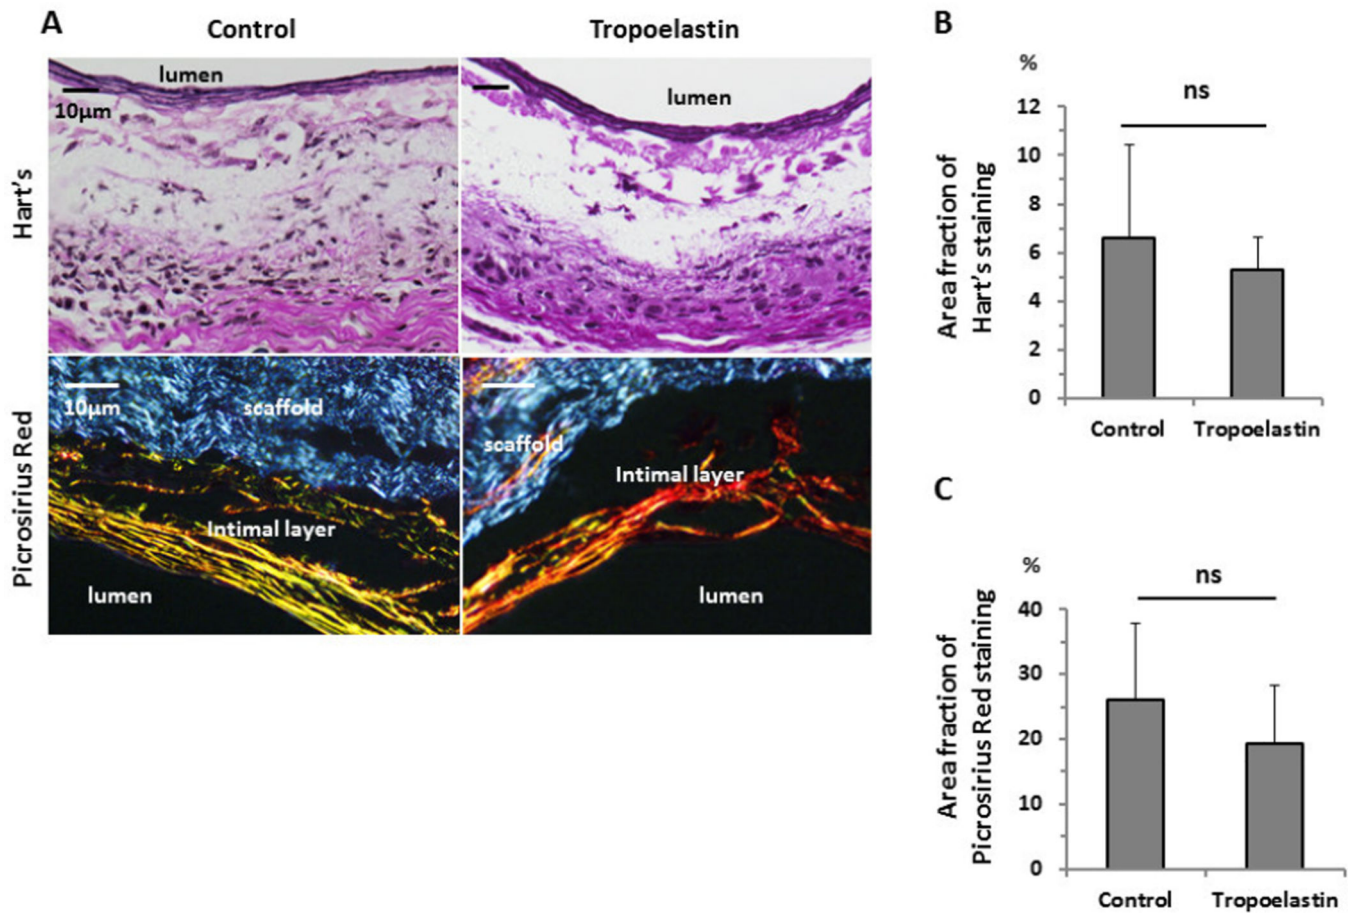 A
Control
Tropoelastin
Hart's
lumen
10μm
lumen
Picrosirius Red
10μm
scaffold
Intimal layer
lumen
scaffold
Intimal layer
lumen
B
%
ns
Area fraction of
Hart's staining
12
10
8
6
4
2
0
Control
Tropoelastin
C
%
ns
Area fraction of
Picrosirius Red staining
40
30
20
10
0
Control
Tropoelastin